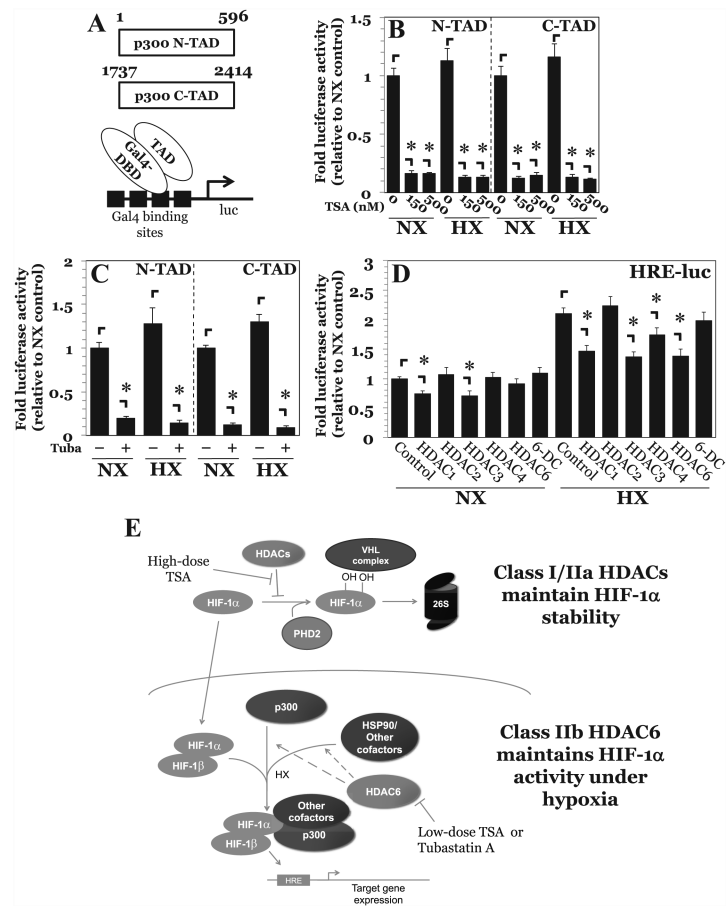 A
1 596
p300 N-TAD
1737 2414
p300 C-TAD
Gal4-
DBD
TAD
luc
Gal4 binding
sites
B
N-TAD
C-TAD
Fold luciferase activity
(relative to NX control)
1.5
1
0.5
0
TSA (nM)
0 150 500 0 150 500 0 150 500 0 150 500
NX HX NX HX
* * * * * * * *
C
N-TAD
C-TAD
Fold luciferase activity
(relative to NX control)
2
1.5
1
0.5
0
* * * *
Tuba − + − + − + − +
NX HX NX HX
D
HRE-luc
Fold luciferase activity
(relative to NX control)
3
2.5
2
1.5
1
0.5
0
* * * * * *
Control HDAC1 HDAC2 HDAC3 HDAC4 HDAC6 6-DC Control HDAC1 HDAC2 HDAC3 HDAC4 HDAC6 6-DC
NX HX
E
HDACs
High-dose
TSA
VHL
complex
OH OH
HIF-1α
HIF-1α
26S
PHD2
Class I/IIa HDACs
maintain HIF-1α
stability
p300
HSP90/
Other
cofactors
HIF-1α
HIF-1β
HX
HDAC6
Other
cofactors
HIF-1α
p300
HIF-1β
Low-dose TSA or
Tubastatin A
HRE
Target gene
expression
Class IIb HDAC6
maintains HIF-1α
activity under
hypoxia